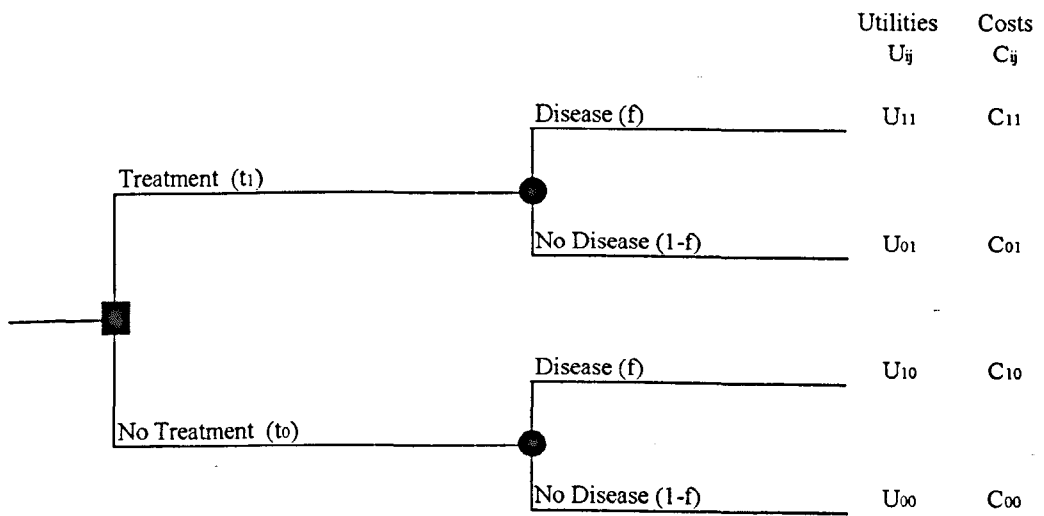 Utilities Costs
Uij Cij
Disease (f) U11 C11
Treatment (t1)
No Disease (1-f) U01 C01
Disease (f) U10 C10
No Treatment (t0)
No Disease (1-f) U00 C00